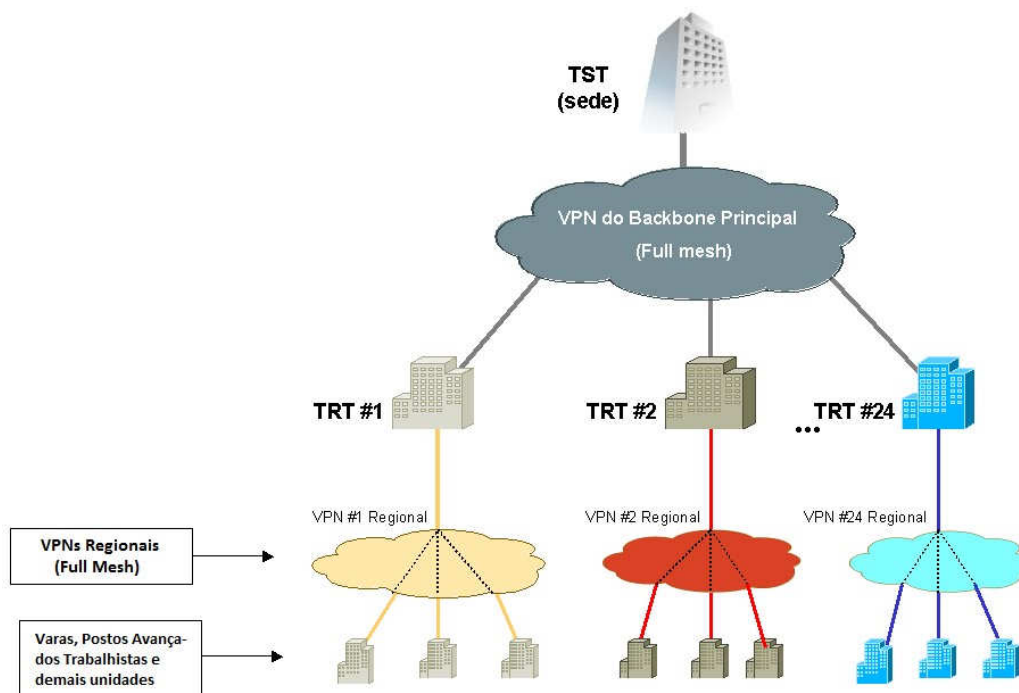 TST
(sede)
VPN do Backbone Principal
(Full mesh)
TRT #1
TRT #2
...
TRT #24
VPN #1 Regional
VPN #2 Regional
VPN #24 Regional
VPNs Regionais
(Full Mesh)
Varas, Postos Avança-
dos Trabalhistas e
demais unidades